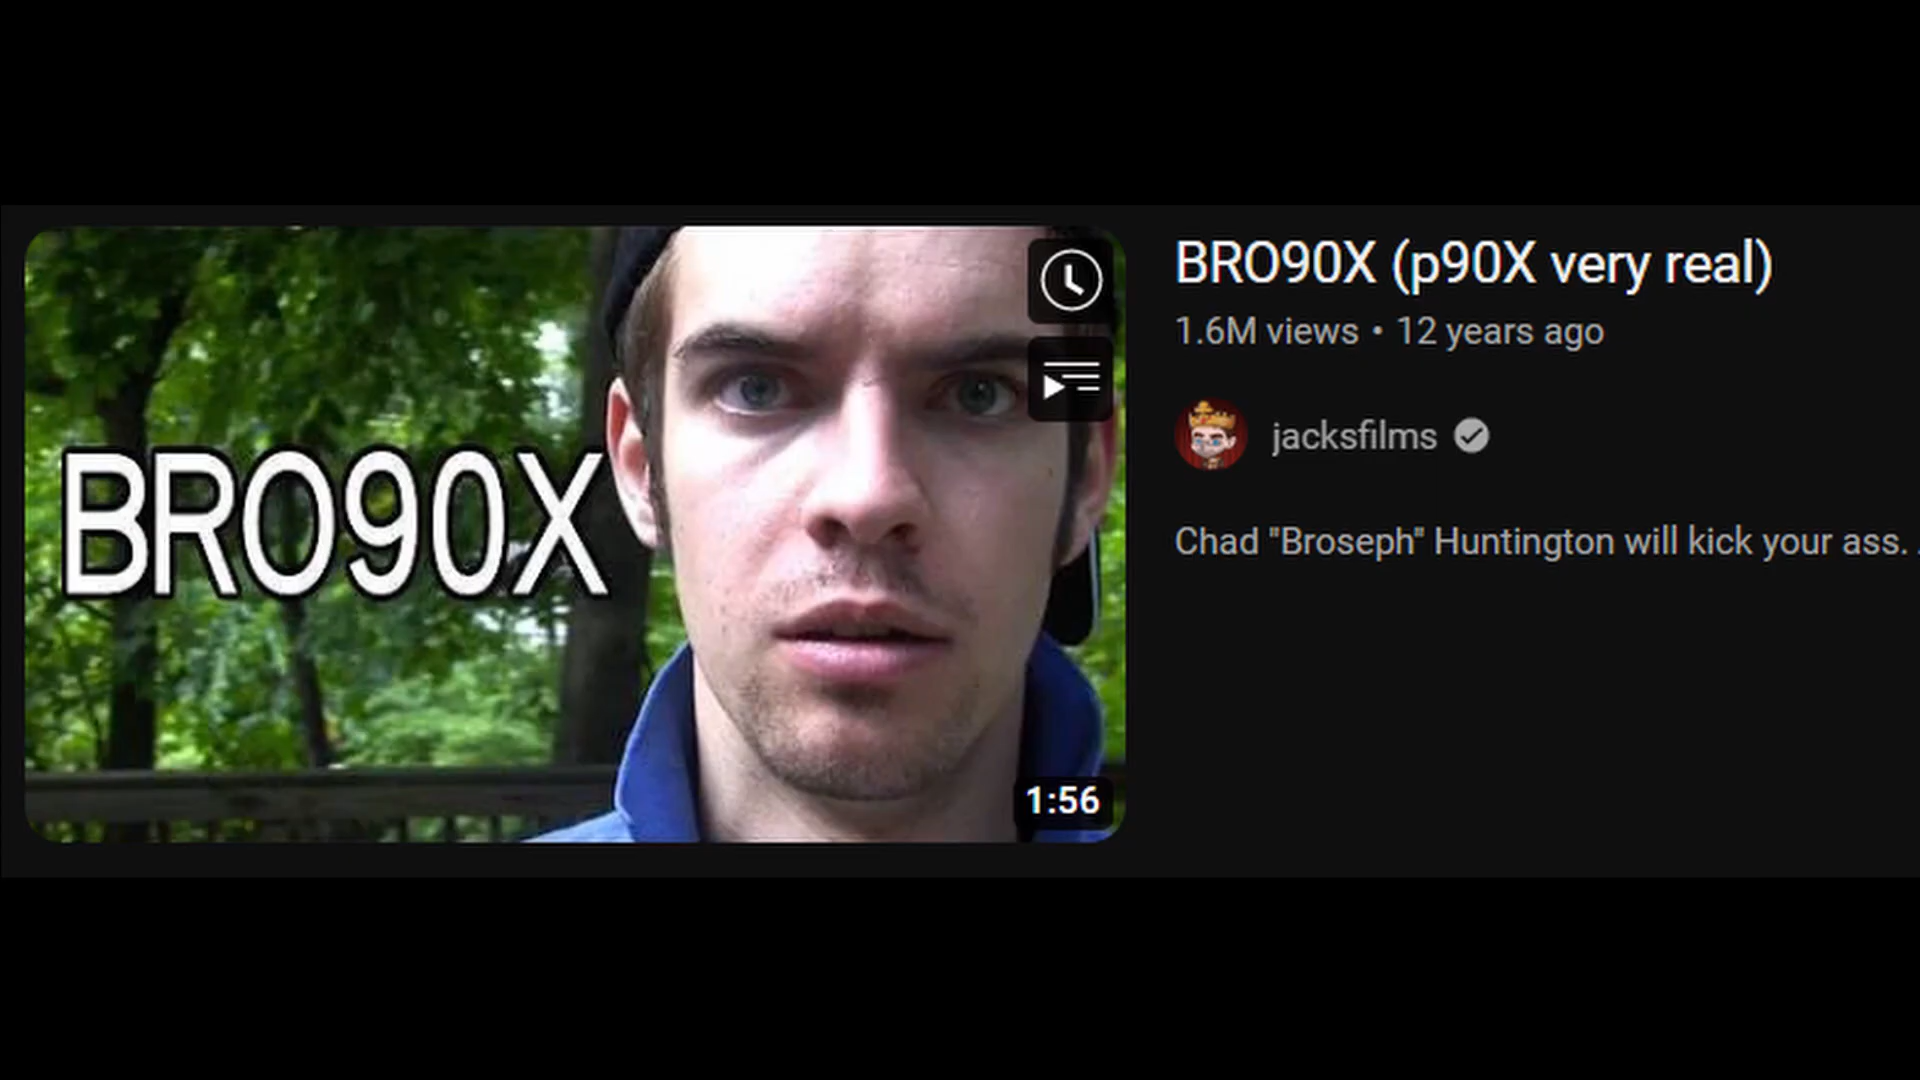 BRO90X
1:56
BRO90X (p90X very real)
1.6M views • 12 years ago
jacksfilms
Chad "Broseph" Huntington will kick your ass.